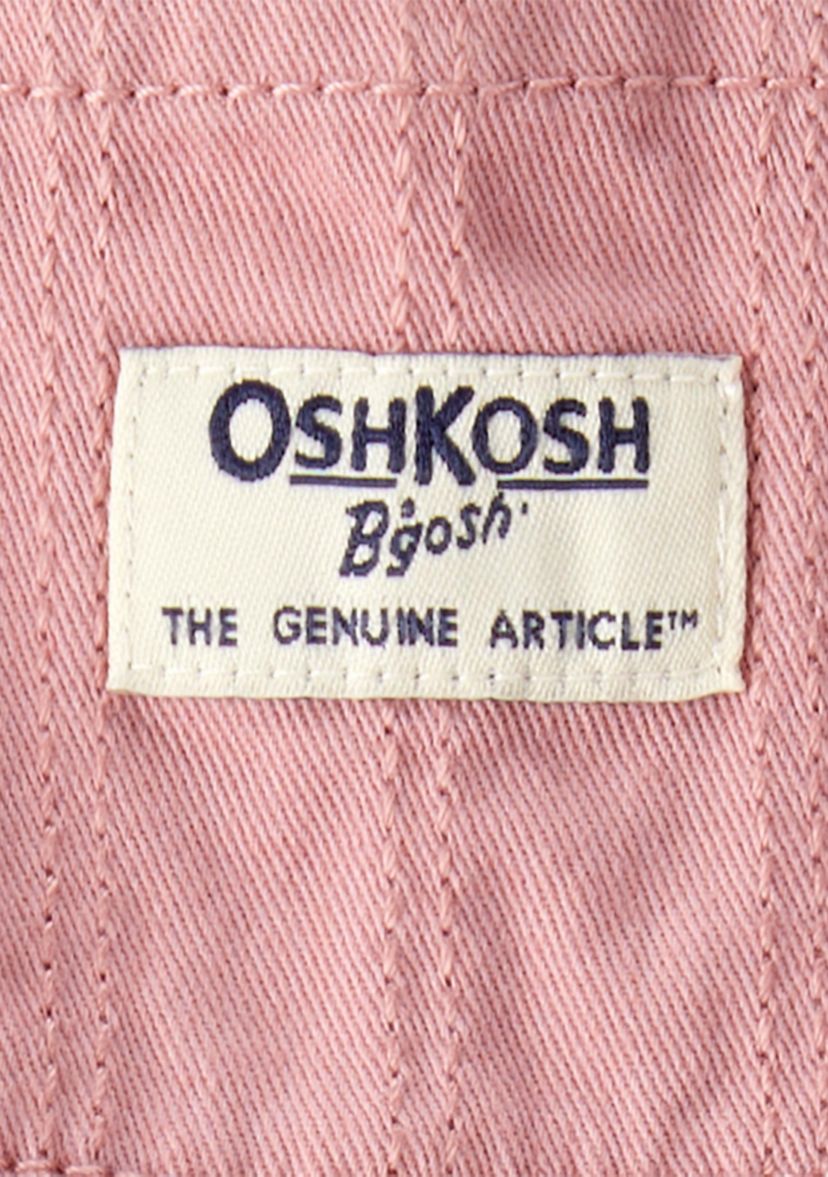 OSHKOSH
B'gosh.
THE GENUINE ARTICLE™